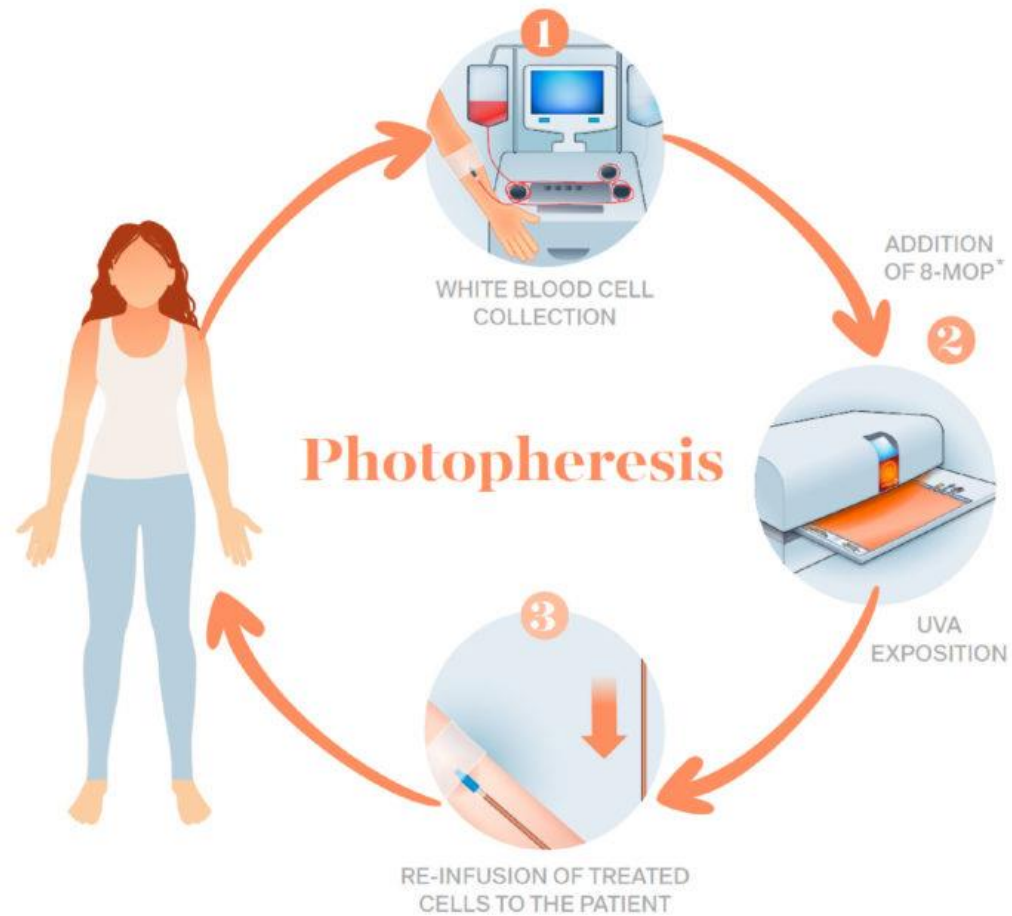 1
WHITE BLOOD CELL
COLLECTION
ADDITION
OF 8-MOP*
2
Photopheresis
UVA
EXPOSITION
3
RE-INFUSION OF TREATED
CELLS TO THE PATIENT